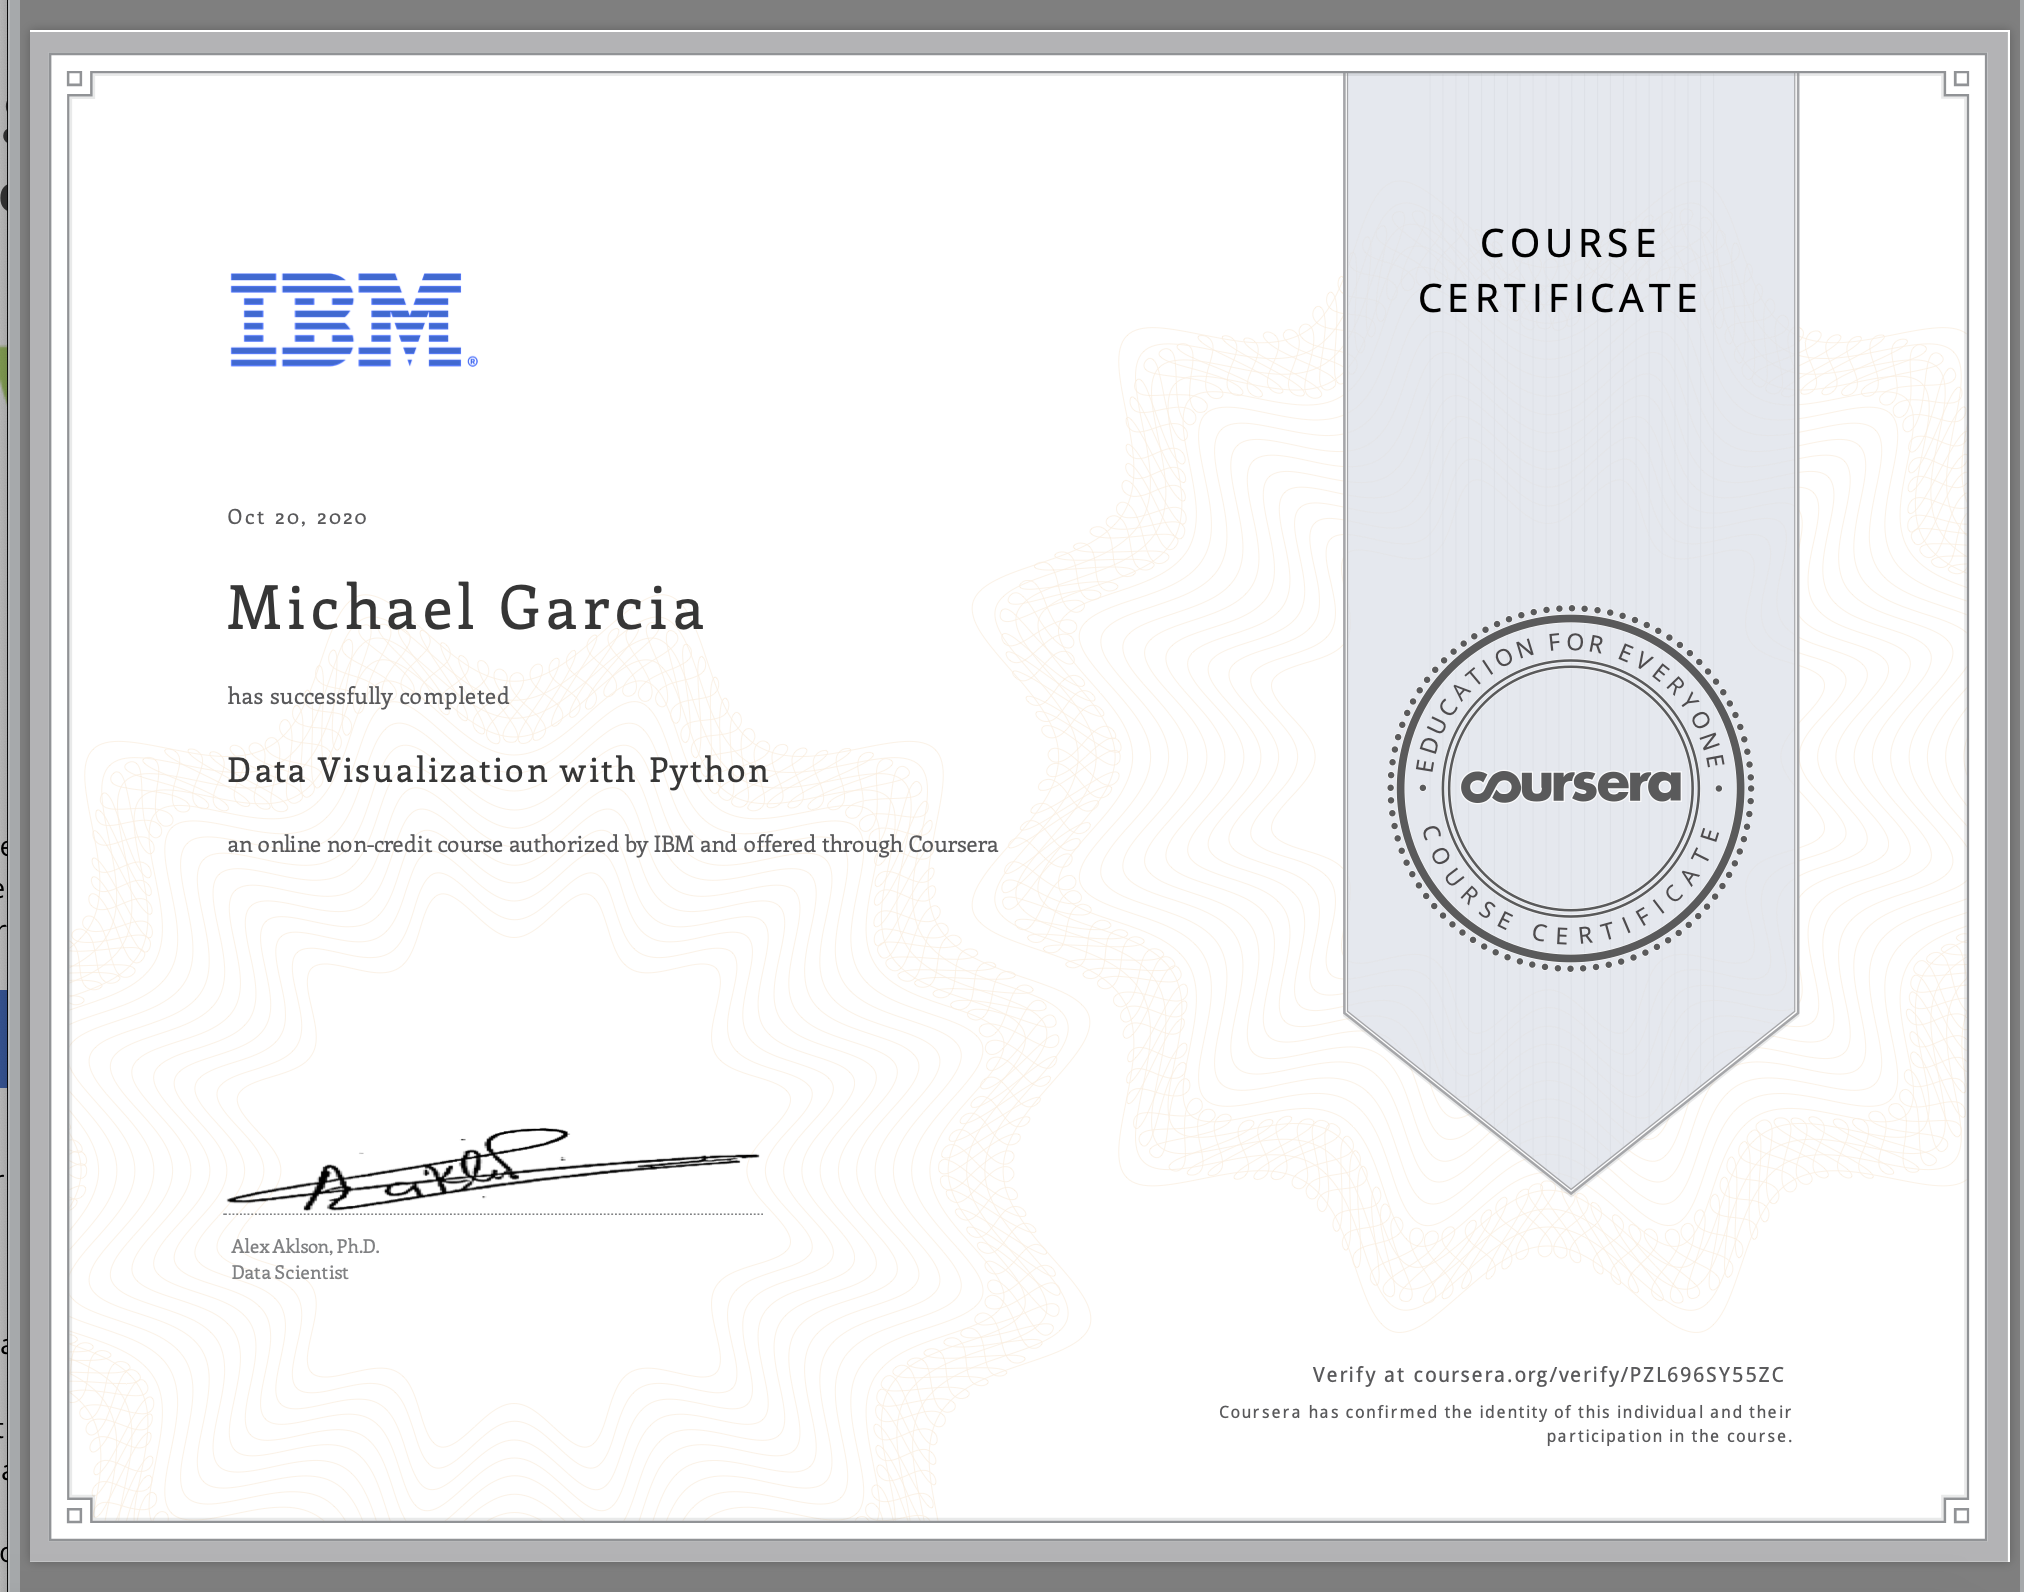 IBM®
COURSE
CERTIFICATE
Oct 20, 2020
Michael Garcia
has successfully completed
Data Visualization with Python
an online non-credit course authorized by IBM and offered through Coursera
EDUCATION FOR EVERYONE
coursera
COURSE CERTIFICATE
Alex Aklson, Ph.D.
Data Scientist
Verify at coursera.org/verify/PZL696SY55ZC
Coursera has confirmed the identity of this individual and their
participation in the course.